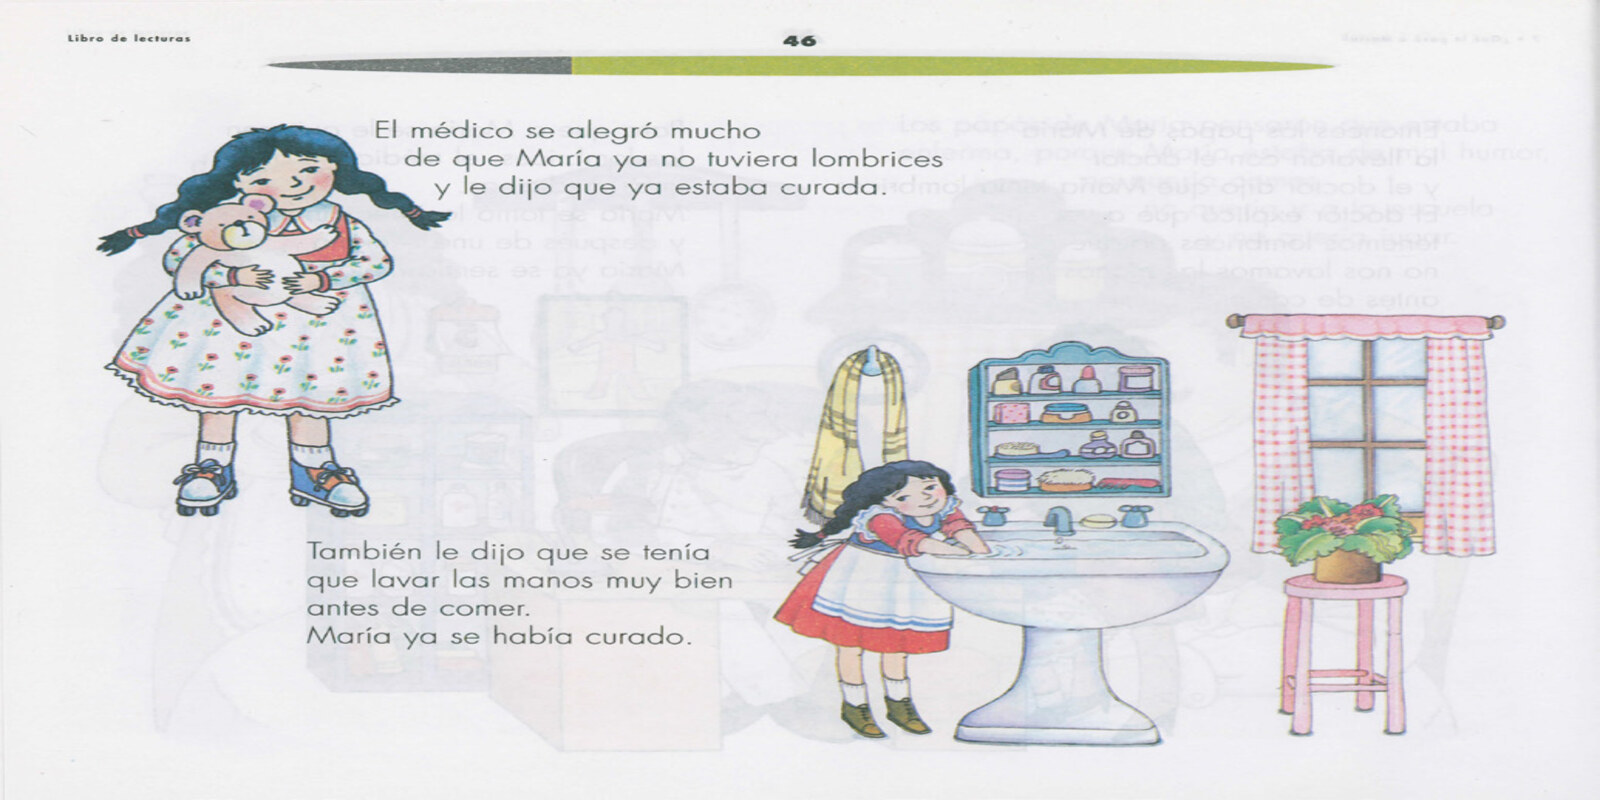 Libro de lecturas
46
El médico se alegró mucho
de que María ya no tuviera lombrices
y le dijo que ya estaba curada.
También le dijo que se tenía
que lavar las manos muy bien
antes de comer.
María ya se había curado.